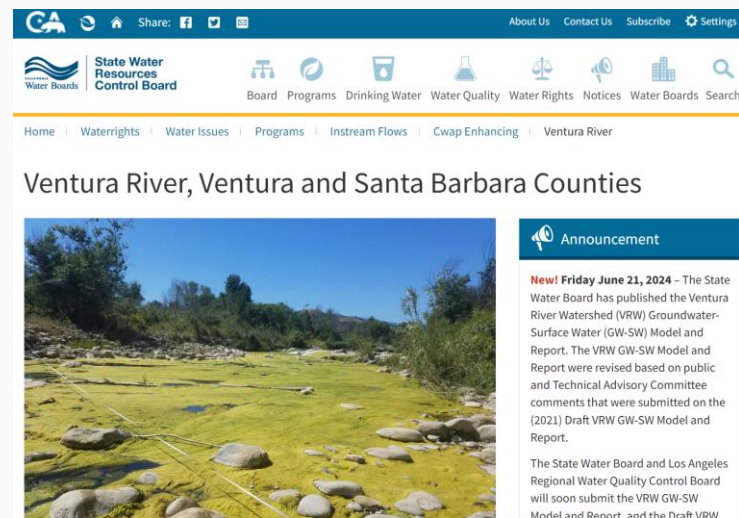 CA Share: About Us Contact Us Subscribe Settings
CALIFORNIA
Water Boards
State Water
Resources
Control Board
Board Programs Drinking Water Water Quality Water Rights Notices Water Boards Search
Home Waterrights Water Issues Programs Instream Flows Cwap Enhancing Ventura River
Ventura River, Ventura and Santa Barbara Counties
Announcement
New! Friday June 21, 2024 – The State
Water Board has published the Ventura
River Watershed (VRW) Groundwater-
Surface Water (GW-SW) Model and
Report. The VRW GW-SW Model and
Report were revised based on public
and Technical Advisory Committee
comments that were submitted on the
(2021) Draft VRW GW-SW Model and
Report.
The State Water Board and Los Angeles
Regional Water Quality Control Board
will soon submit the VRW GW-SW
Model and Report, and the Draft VRW